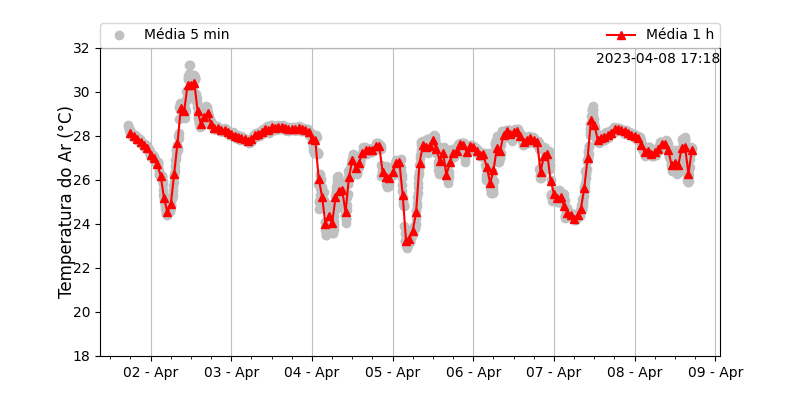 Média 5 min
Média 1 h
2023-04-08 17:18
Temperatura do Ar (°C)
32
30
28
26
24
22
20
18
02 - Apr
03 - Apr
04 - Apr
05 - Apr
06 - Apr
07 - Apr
08 - Apr
09 - Apr